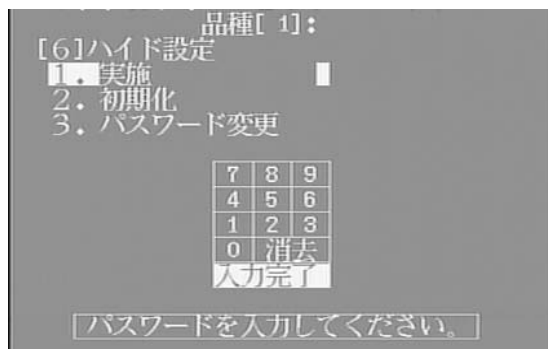 品種[ 1]:
[6]ハイド設定
1. 実施
2. 初期化
3. パスワード変更
7 8 9
4 5 6
1 2 3
0 消去
入力完了
パスワードを入力してください。